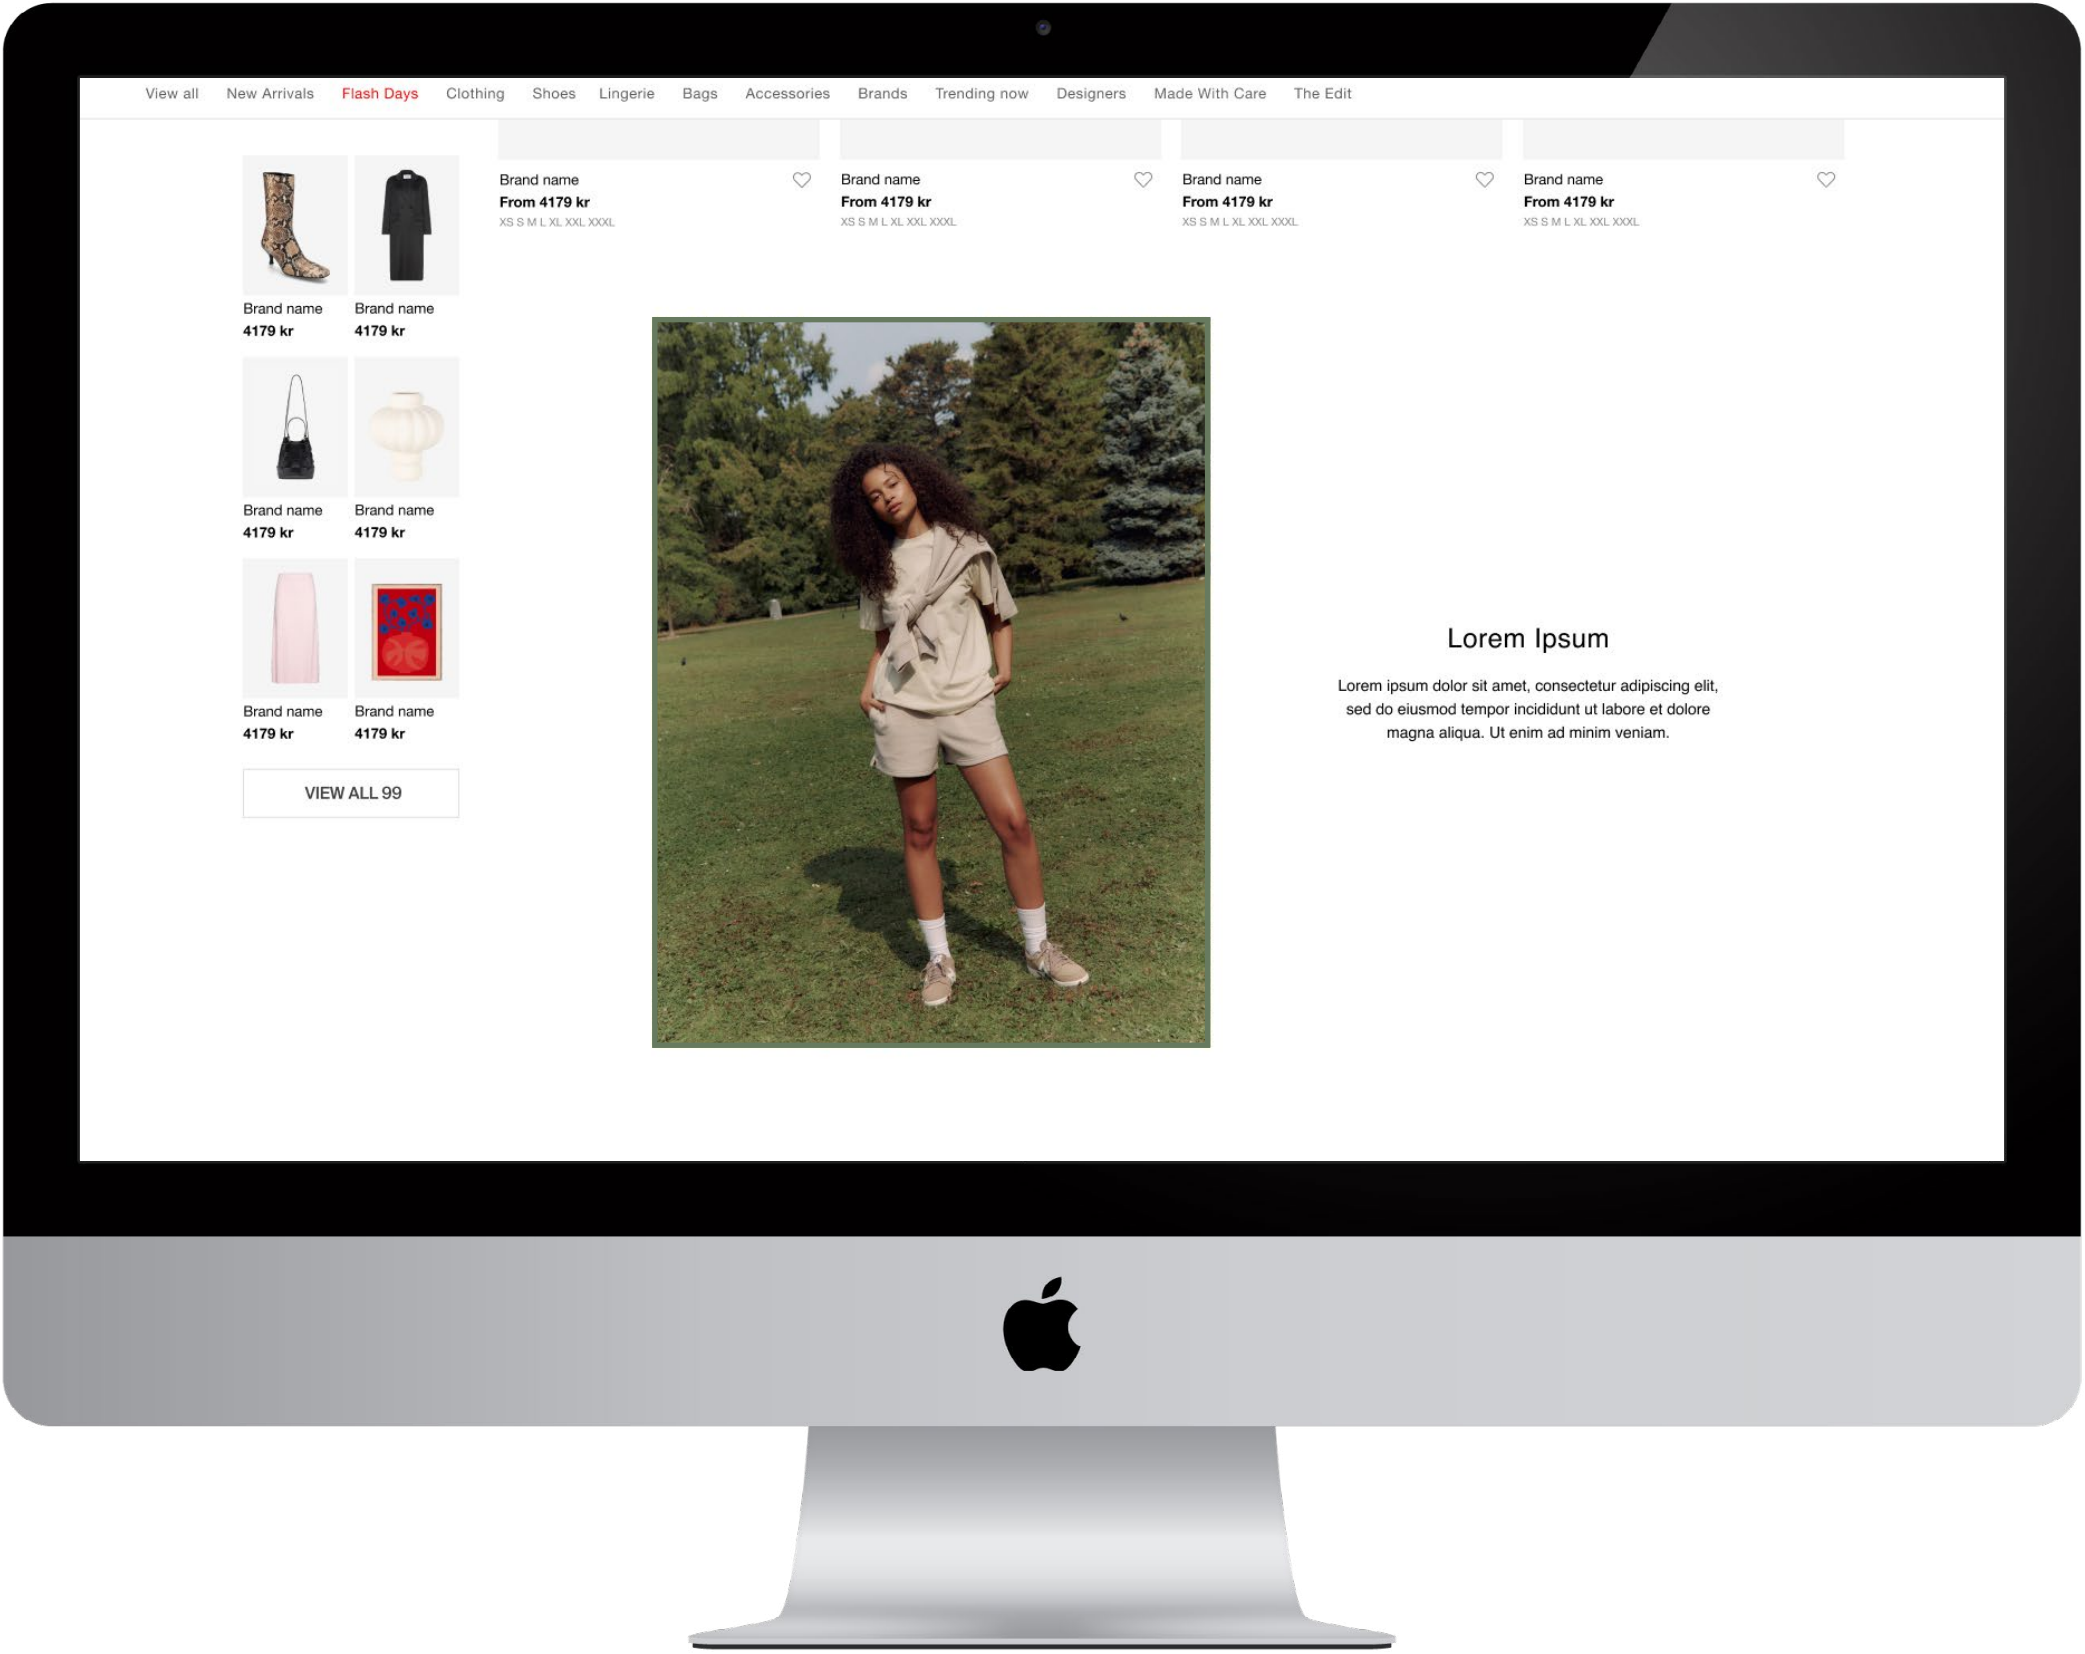 View all New Arrivals Flash Days Clothing Shoes Lingerie Bags Accessories Brands Trending now Designers Made With Care The Edit
Brand name
From 4179 kr
XS S M L XL XXL XXXL
Brand name
From 4179 kr
XS S M L XL XXL XXXL
Brand name
From 4179 kr
XS S M L XL XXL XXXL
Brand name
From 4179 kr
XS S M L XL XXL XXXL
Brand name
4179 kr
Brand name
4179 kr
Brand name
4179 kr
Brand name
4179 kr
Brand name
4179 kr
Brand name
4179 kr
VIEW ALL 99
Lorem Ipsum
Lorem ipsum dolor sit amet, consectetur adipiscing elit,
sed do eiusmod tempor incididunt ut labore et dolore
magna aliqua. Ut enim ad minim veniam.